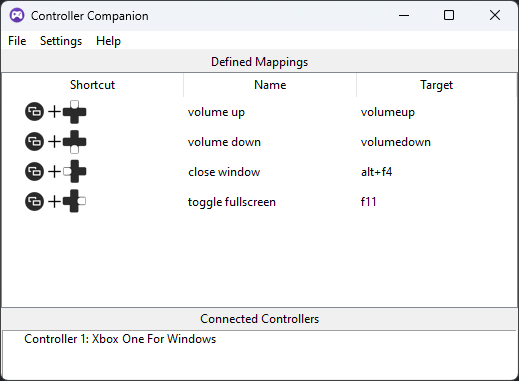 Controller Companion
File Settings Help
Defined Mappings
Shortcut Name Target
volume up volumeup
volume down volumedown
close window alt+f4
toggle fullscreen f11
Connected Controllers
Controller 1: Xbox One For Windows